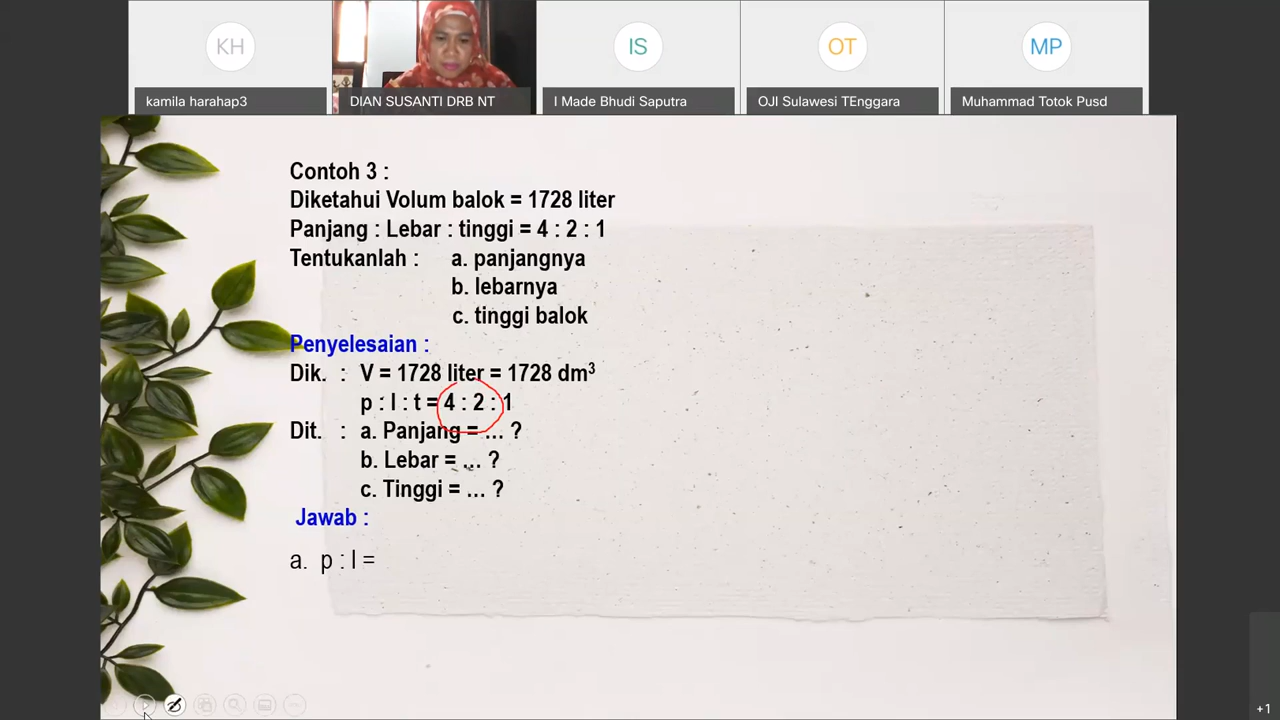 KH
IS
OT
MP
kamila harahap3
DIAN SUSANTI DRB NT
I Made Bhudi Saputra
OJI Sulawesi TEnggara
Muhammad Totok Pusd
Contoh 3 :
Diketahui Volum balok = 1728 liter
Panjang : Lebar : tinggi = 4 : 2 : 1
Tentukanlah : a. panjangnya
b. lebarnya
c. tinggi balok
Penyelesaian :
Dik. : V = 1728 liter = 1728 dm³
p : l : t = 4 : 2 : 1
Dit. : a. Panjang = ... ?
b. Lebar = ... ?
c. Tinggi = ... ?
Jawab :
a. p : l =
+1